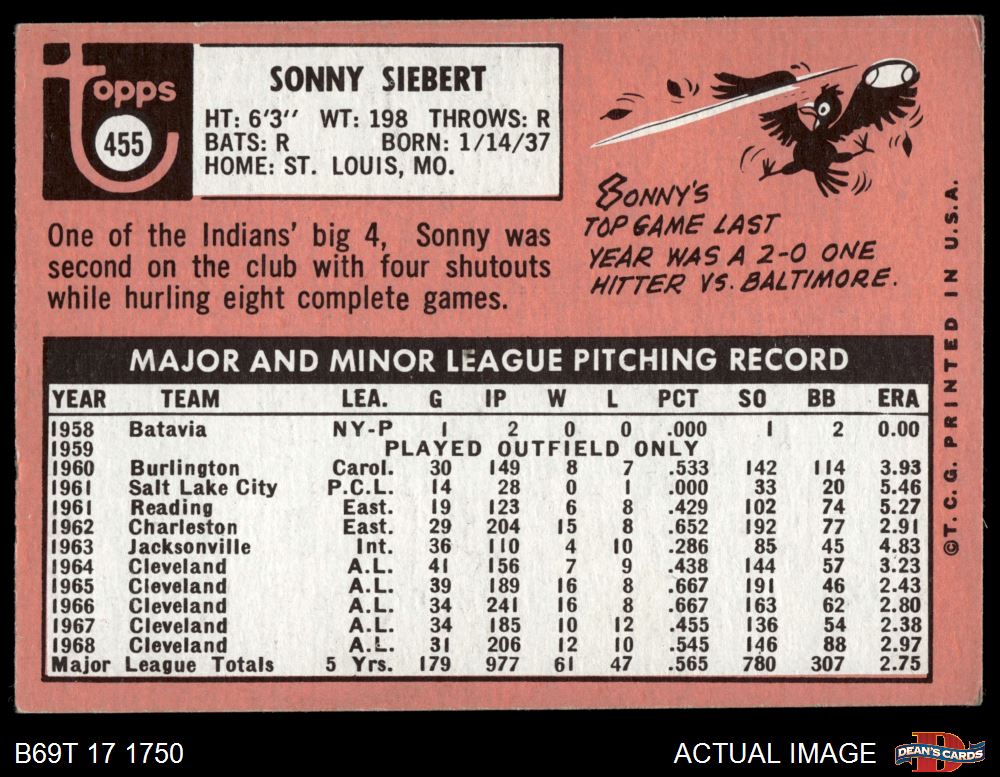 Topps
455
SONNY SIEBERT
HT: 6'3" WT: 198 THROWS: R
BATS: R BORN: 1/14/37
HOME: ST. LOUIS, MO.
One of the Indians' big 4, Sonny was
second on the club with four shutouts
while hurling eight complete games.
SONNY'S
TOP GAME LAST
YEAR WAS A 2-0 ONE
HITTER VS. BALTIMORE.
MAJOR AND MINOR LEAGUE PITCHING RECORD
YEAR TEAM LEA. G IP W L PCT SO BB ERA
1958 Batavia NY-P 1 2 0 0 .000 1 2 0.00
1959 PLAYED OUTFIELD ONLY
1960 Burlington Carol. 30 149 8 7 .533 142 114 3.93
1961 Salt Lake City P.C.L. 14 28 0 1 .000 33 20 5.46
1961 Reading East. 19 123 6 8 .429 102 74 5.27
1962 Charleston East. 29 204 15 8 .652 192 77 2.91
1963 Jacksonville Int. 36 110 4 10 .286 85 45 4.83
1964 Cleveland A.L. 41 156 7 9 .438 144 57 3.23
1965 Cleveland A.L. 39 189 16 8 .667 191 46 2.43
1966 Cleveland A.L. 34 241 16 8 .667 163 62 2.80
1967 Cleveland A.L. 34 185 10 12 .455 136 54 2.38
1968 Cleveland A.L. 31 206 12 10 .545 146 88 2.97
Major League Totals 5 Yrs. 179 977 61 47 .565 780 307 2.75
©T.C.G. PRINTED IN U.S.A.
B69T 17 1750
ACTUAL IMAGE
D
DEAN'S CARDS